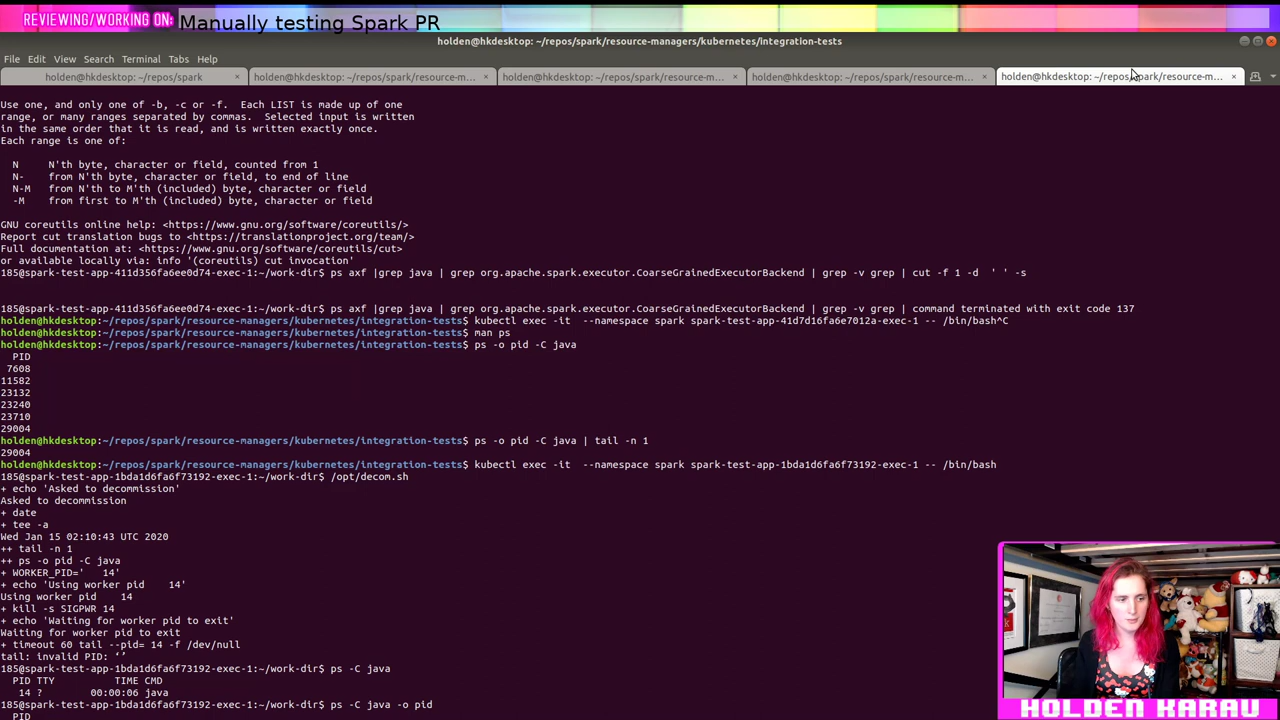 REVIEWING/WORKING ON: Manually testing Spark PR
holden@hkdesktop: ~/repos/spark/resource-managers/kubernetes/integration-tests
File Edit View Search Terminal Tabs Help
holden@hkdesktop: ~/repos/spark × holden@hkdesktop: ~/repos/spark/resource-m... × holden@hkdesktop: ~/repos/spark/resource-m... × holden@hkdesktop: ~/repos/spark/resource-m... × holden@hkdesktop: ~/repos/spark/resource-m... ×
Use one, and only one of -b, -c or -f.  Each LIST is made up of one
range, or many ranges separated by commas.  Selected input is written
in the same order that it is read, and is written exactly once.
Each range is one of:
N     N'th byte, character or field, counted from 1
N-    from N'th byte, character or field, to end of line
N-M   from N'th to M'th (included) byte, character or field
-M    from first to M'th (included) byte, character or field
GNU coreutils online help: <https://www.gnu.org/software/coreutils/>
Report cut translation bugs to <https://translationproject.org/team/>
Full documentation at: <https://www.gnu.org/software/coreutils/cut>
or available locally via: info '(coreutils) cut invocation'
185@spark-test-app-411d356fa6ee0d74-exec-1:~/work-dir$ ps axf |grep java | grep org.apache.spark.executor.CoarseGrainedExecutorBackend | grep -v grep | cut -f 1 -d  ' ' -s
185@spark-test-app-411d356fa6ee0d74-exec-1:~/work-dir$ ps axf |grep java | grep org.apache.spark.executor.CoarseGrainedExecutorBackend | grep -v grep | command terminated with exit code 137
holden@hkdesktop:~/repos/spark/resource-managers/kubernetes/integration-tests$ kubectl exec -it  --namespace spark spark-test-app-41d7d16fa6e7012a-exec-1 -- /bin/bash^C
holden@hkdesktop:~/repos/spark/resource-managers/kubernetes/integration-tests$ man ps
holden@hkdesktop:~/repos/spark/resource-managers/kubernetes/integration-tests$ ps -o pid -C java
PID
7608
11582
23132
23240
23710
29004
holden@hkdesktop:~/repos/spark/resource-managers/kubernetes/integration-tests$ ps -o pid -C java | tail -n 1
29004
holden@hkdesktop:~/repos/spark/resource-managers/kubernetes/integration-tests$ kubectl exec -it  --namespace spark spark-test-app-1bda1d6fa6f73192-exec-1 -- /bin/bash
185@spark-test-app-1bda1d6fa6f73192-exec-1:~/work-dir$ /opt/decom.sh
+ echo 'Asked to decommission'
Asked to decommission
+ date
+ tee -a
Wed Jan 15 02:10:43 UTC 2020
++ tail -n 1
++ ps -o pid -C java
+ WORKER_PID='   14'
+ echo 'Using worker pid    14'
Using worker pid    14
+ kill -s SIGPWR 14
+ echo 'Waiting for worker pid to exit'
Waiting for worker pid to exit
+ timeout 60 tail --pid= 14 -f /dev/null
tail: invalid PID: ‘’
185@spark-test-app-1bda1d6fa6f73192-exec-1:~/work-dir$ ps -C java
PID TTY          TIME CMD
14 ?        00:00:06 java
185@spark-test-app-1bda1d6fa6f73192-exec-1:~/work-dir$ ps -C java -o pid
PID
HOLDEN KARAU